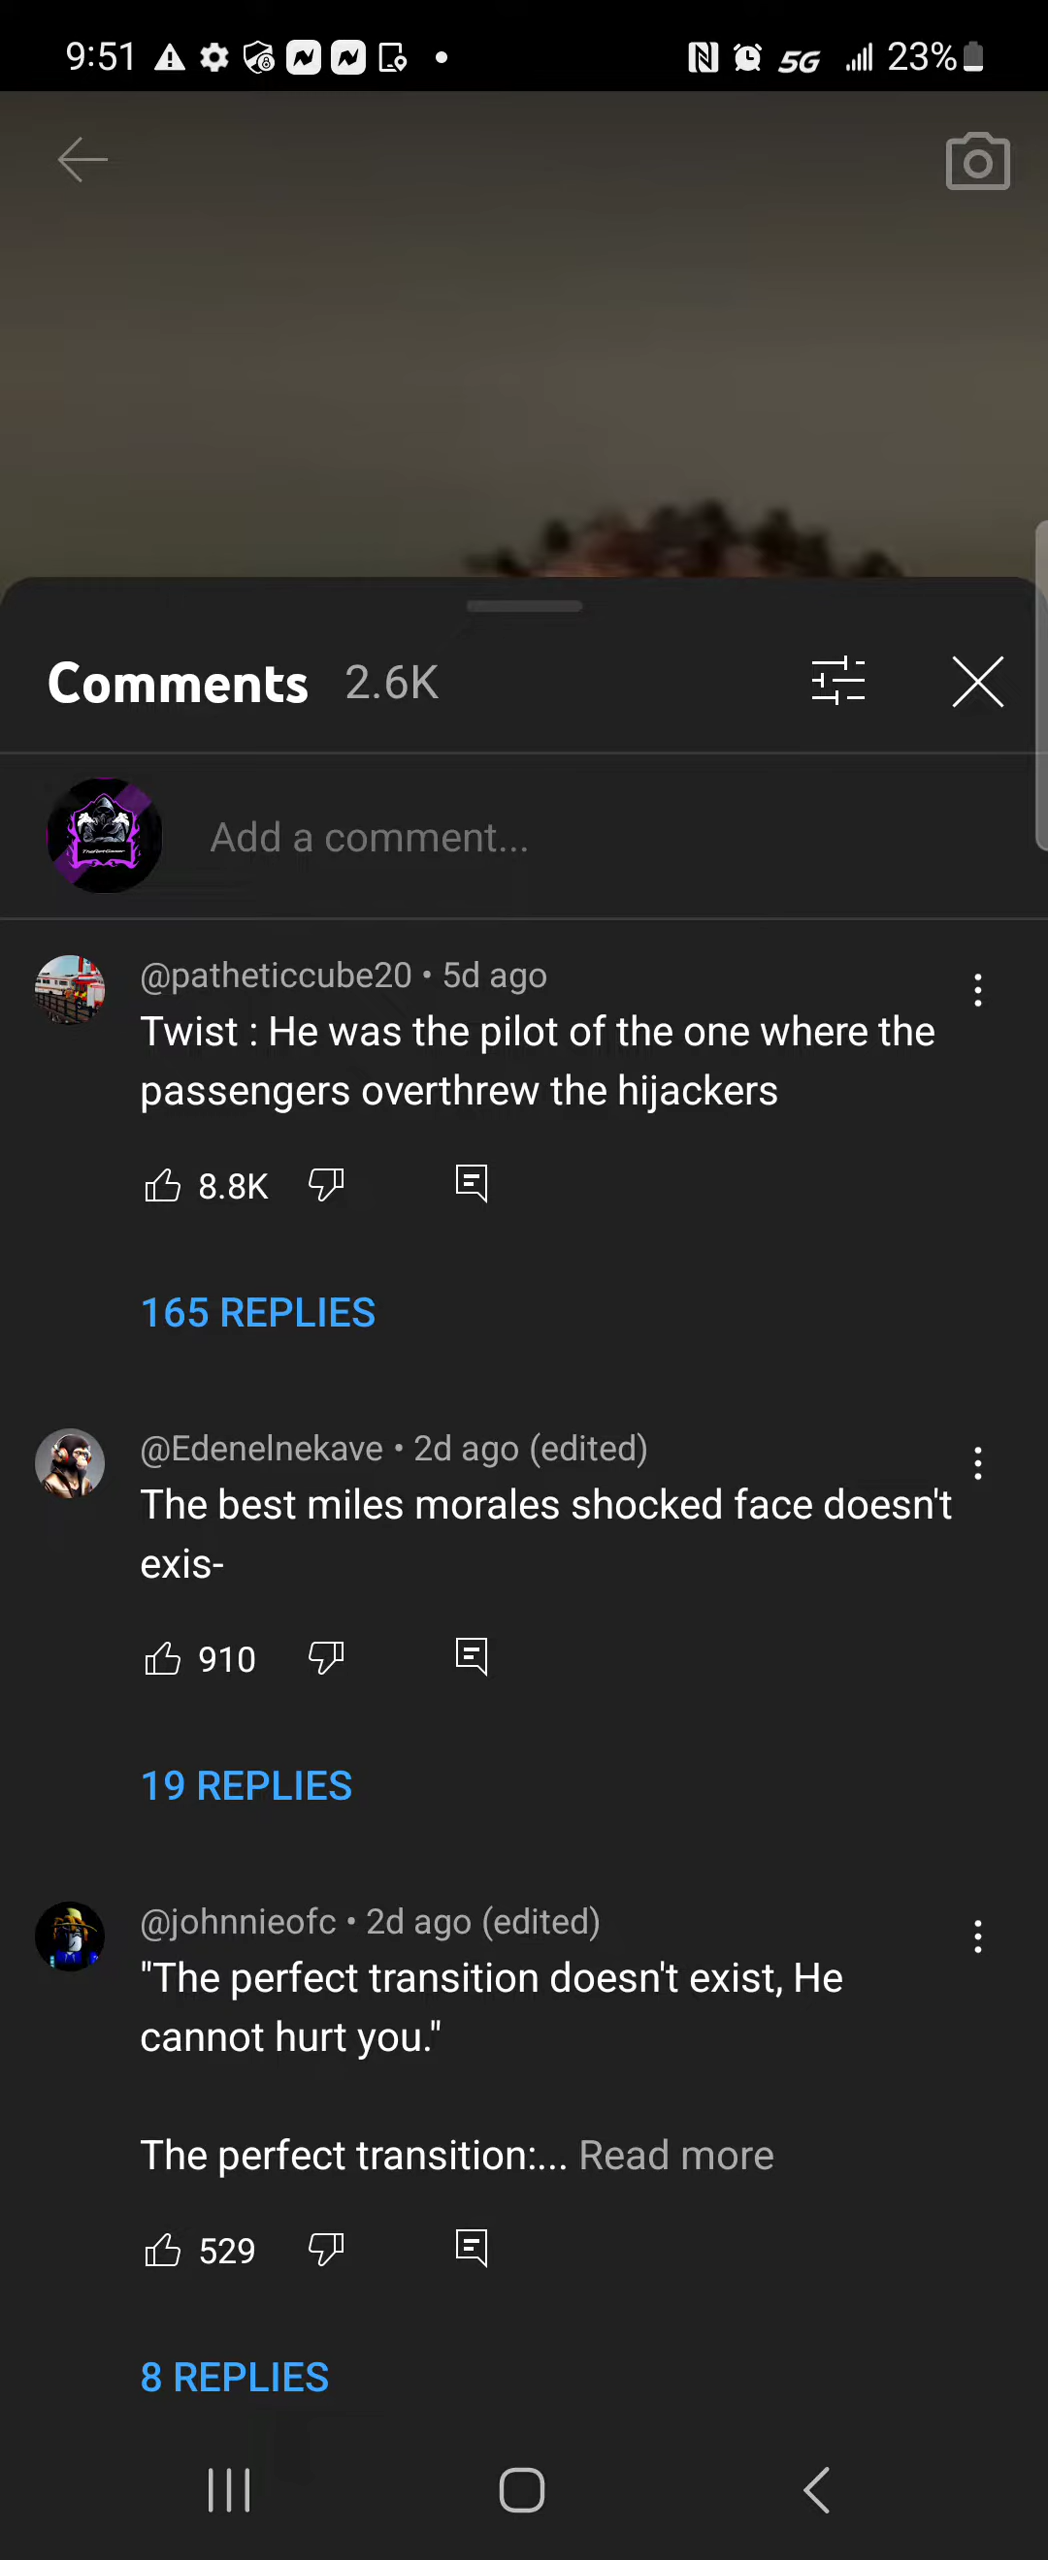 9:51
5G 23%
Comments 2.6K
Add a comment...
@patheticcube20 • 5d ago
Twist : He was the pilot of the one where the
passengers overthrew the hijackers
8.8K
165 REPLIES
@Edenelnekave • 2d ago (edited)
The best miles morales shocked face doesn't
exis-
910
19 REPLIES
@johnnieofc • 2d ago (edited)
"The perfect transition doesn't exist, He
cannot hurt you."
The perfect transition:... Read more
529
8 REPLIES